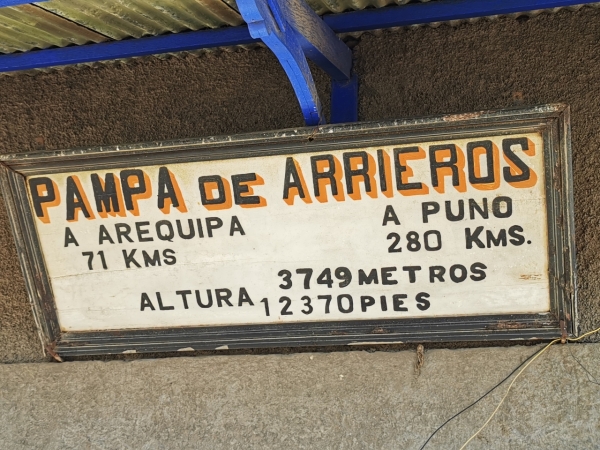 PAMPA DE ARRIEROS
A AREQUIPA A PUNO
71 KMS 280 KMS.
3749 METROS
ALTURA 12370 PIES